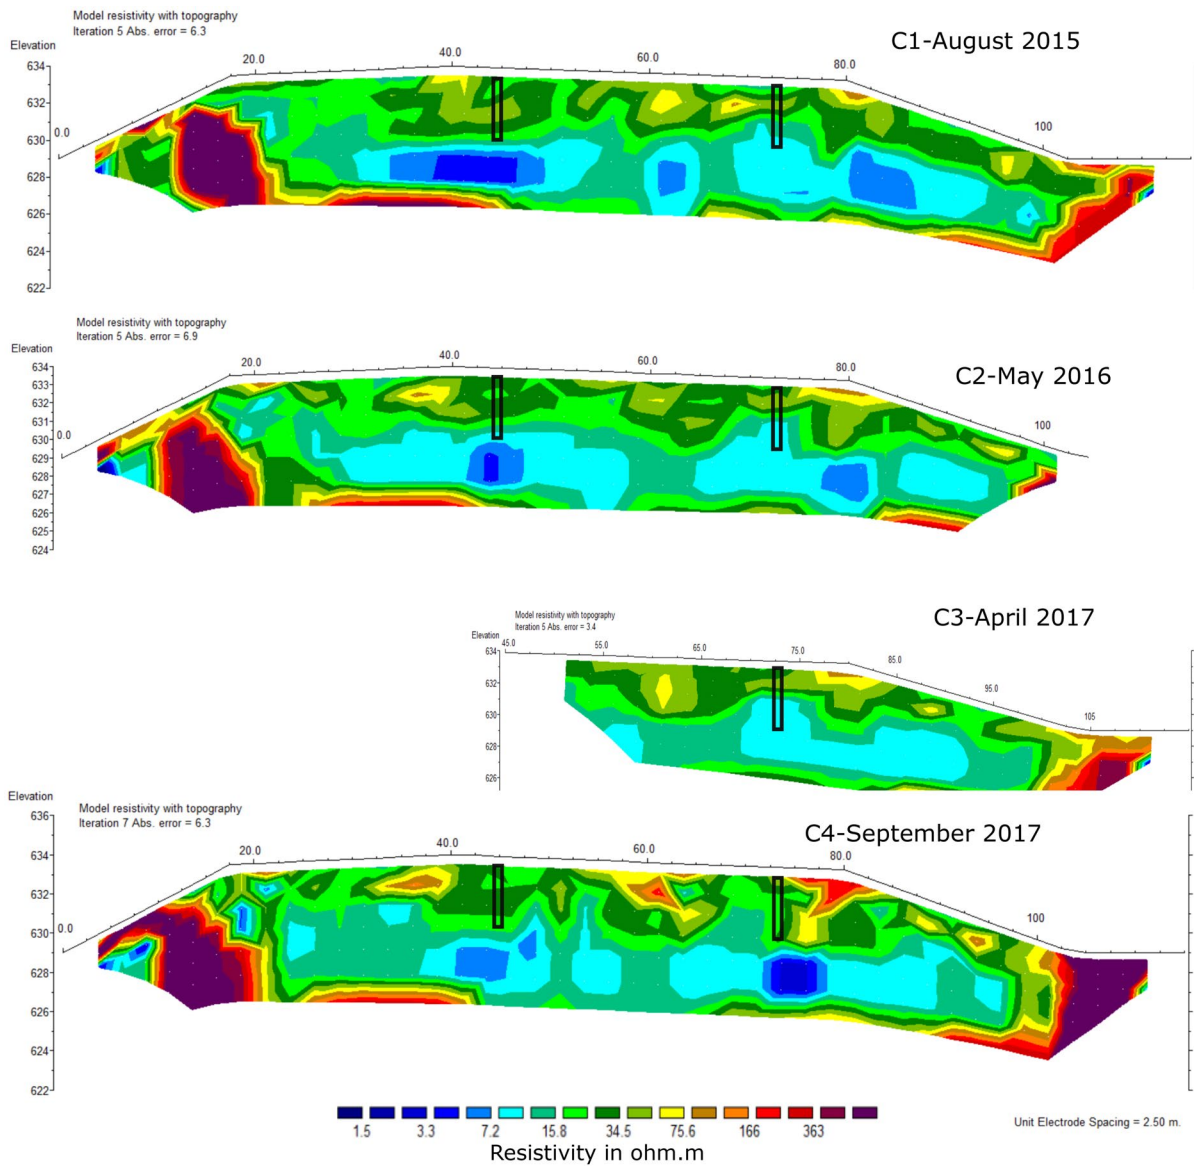 Model resistivity with topography
Iteration 5 Abs. error = 6.3
C1-August 2015
Elevation
634
632
630
628
626
624
622
0.0
20.0
40.0
60.0
80.0
100
Model resistivity with topography
Iteration 5 Abs. error = 6.9
C2-May 2016
Elevation
634
633
632
631
630
629
628
627
626
625
624
0.0
20.0
40.0
60.0
80.0
100
C3-April 2017
Model resistivity with topography
Iteration 5 Abs. error = 3.4
Elevation
634
632
630
628
626
45.0
55.0
65.0
75.0
85.0
95.0
105
C4-September 2017
Elevation
Model resistivity with topography
Iteration 7 Abs. error = 6.3
636
634
632
630
628
626
624
622
0.0
20.0
40.0
60.0
80.0
100
1.5 3.3 7.2 15.8 34.5 75.6 166 363
Resistivity in ohm.m
Unit Electrode Spacing = 2.50 m.